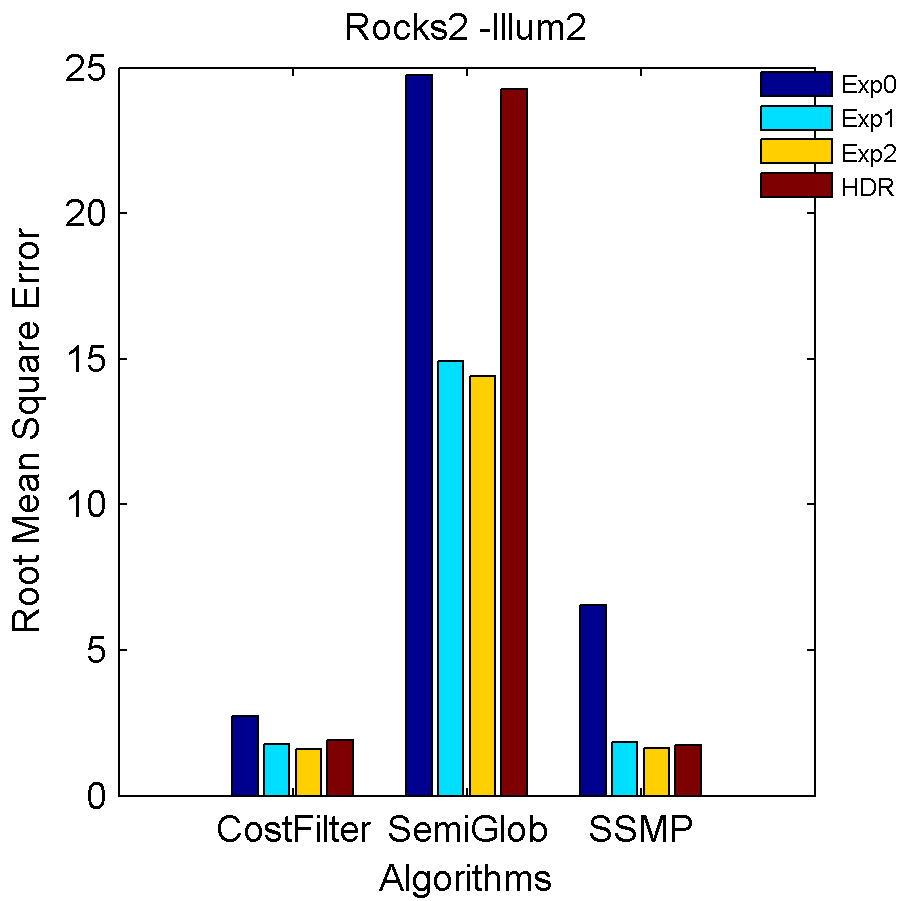 Rocks2 -Illum2
25
20
15
10
5
0
Root Mean Square Error
Exp0
Exp1
Exp2
HDR
CostFilter SemiGlob SSMP
Algorithms